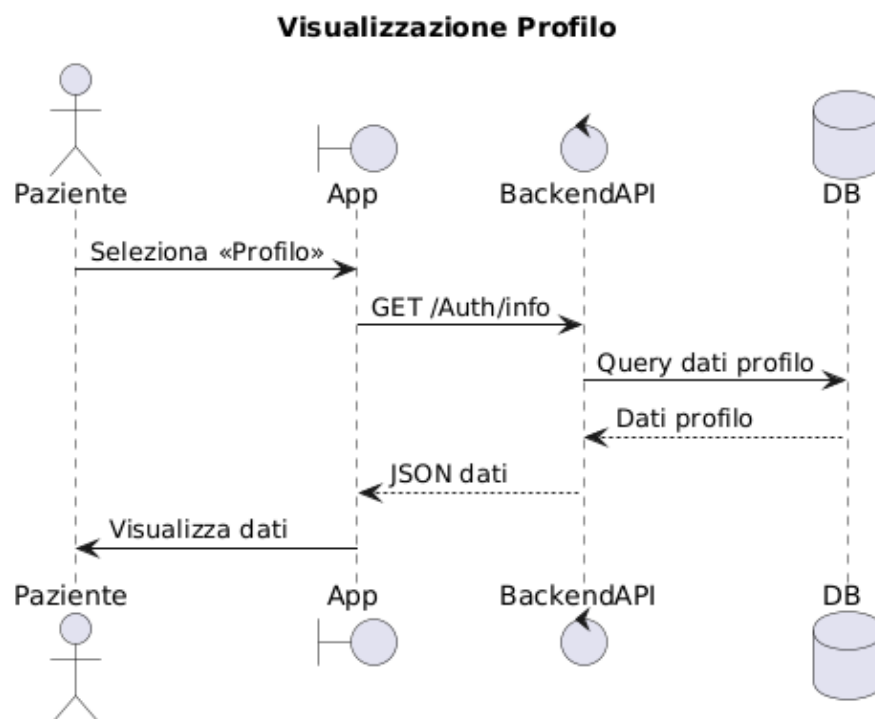 Visualizzazione Profilo
Paziente App BackendAPI DB
Seleziona «Profilo»
GET /Auth/info
Query dati profilo
Dati profilo
JSON dati
Visualizza dati
Paziente App BackendAPI DB